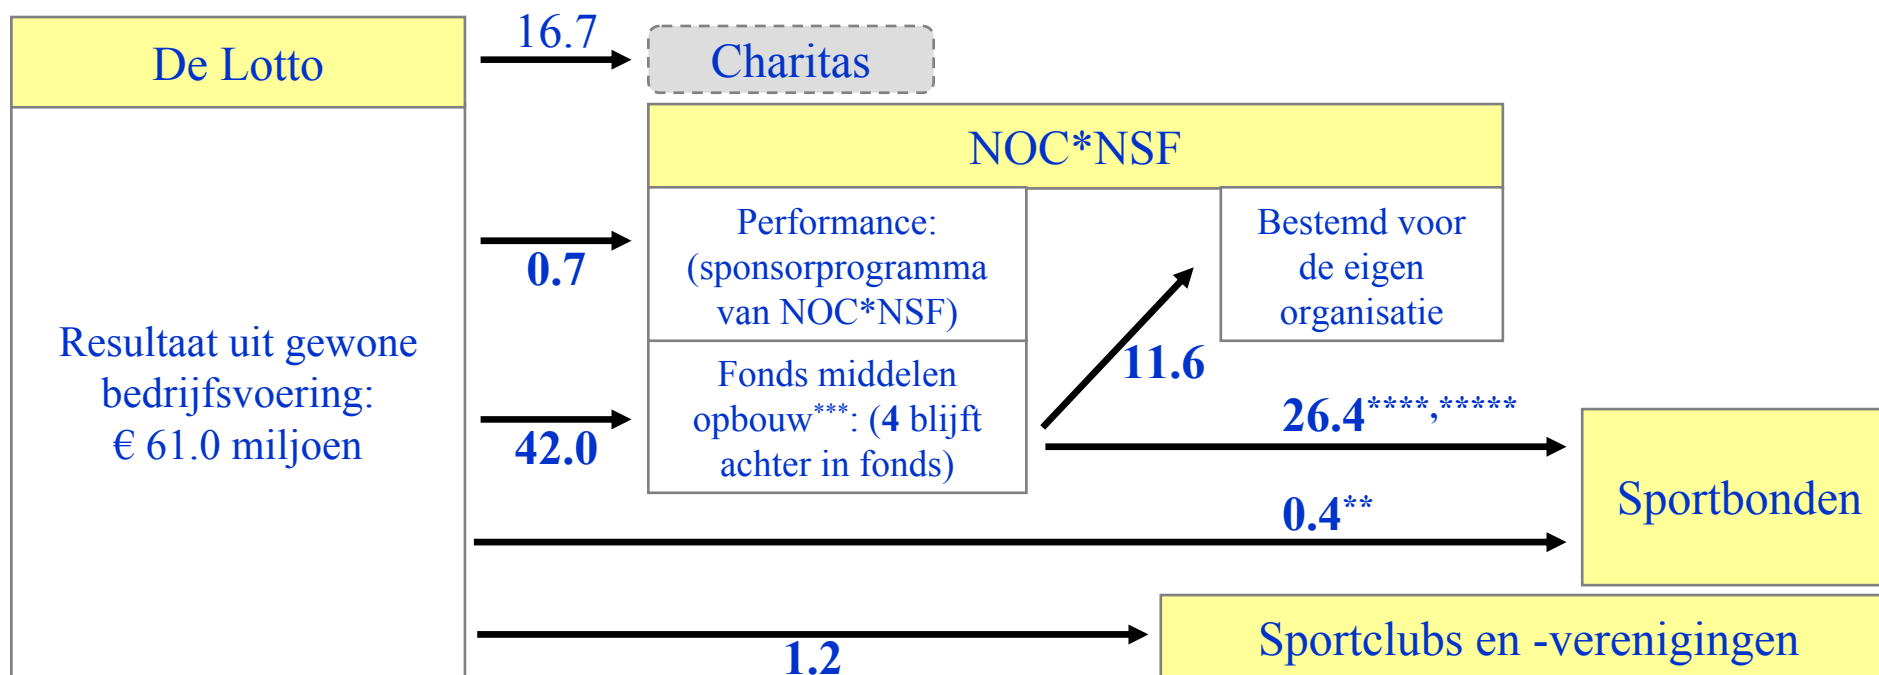 De Lotto
Resultaat uit gewone
bedrijfsvoering:
€ 61.0 miljoen
16.7
Charitas
NOC*NSF
0.7
Performance:
(sponsorprogramma
van NOC*NSF)
Bestemd voor
de eigen
organisatie
42.0
Fonds middelen
opbouw***: (4 blijft
achter in fonds)
11.6
26.4****,*****
0.4**
Sportbonden
1.2
Sportclubs en -verenigingen